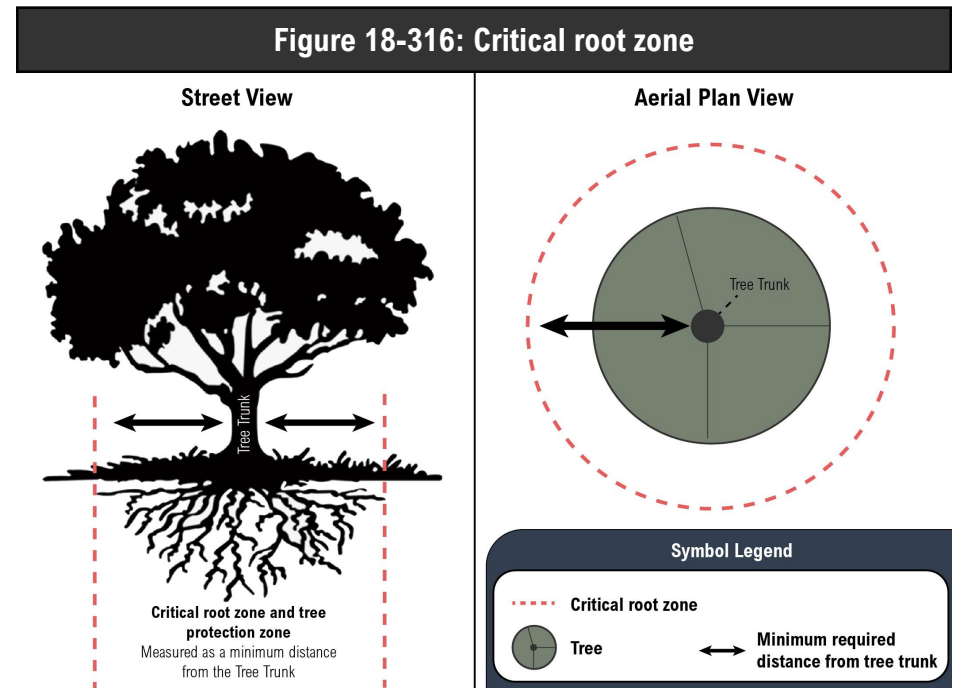 Figure 18-316: Critical root zone
Street View
Tree Trunk
Critical root zone and tree
protection zone
Measured as a minimum distance
from the Tree Trunk
Aerial Plan View
Tree Trunk
Symbol Legend
Critical root zone
Tree
Minimum required
distance from tree trunk